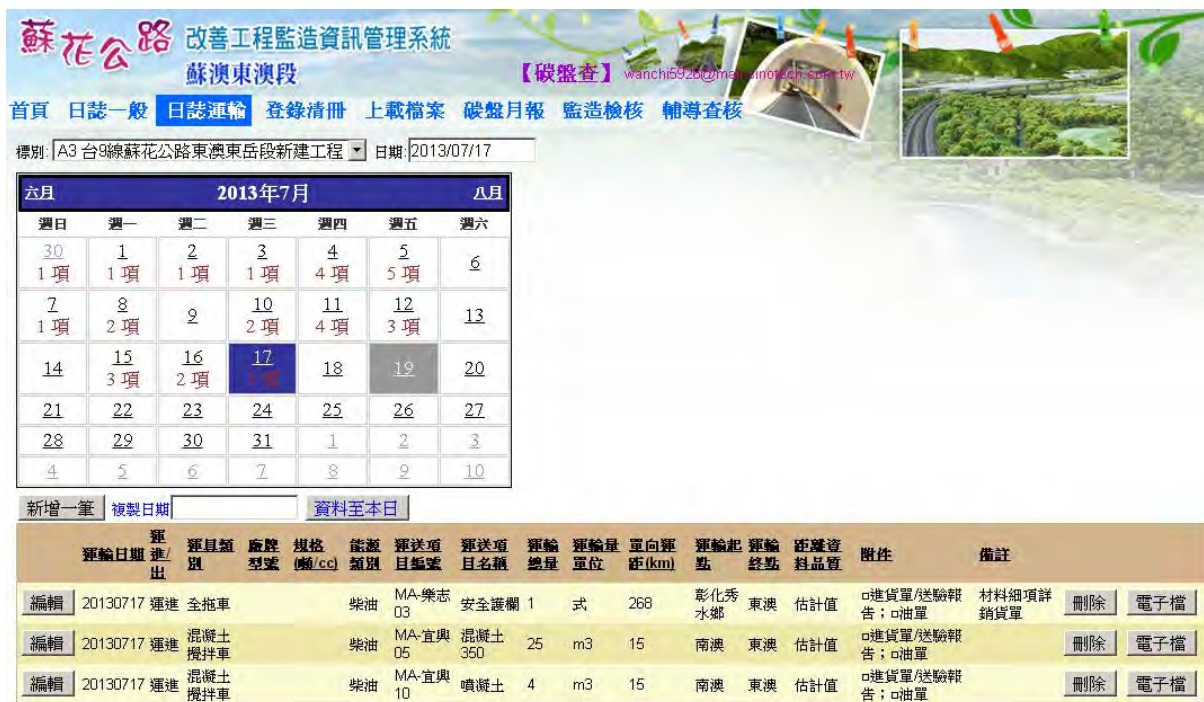 蘇花公路 改善工程監造資訊管理系統
蘇澳東澳段
【碳盤查】
首頁 日誌一般 日誌運輸 登錄清冊 上載檔案 碳盤月報 監造檢核 輔導查核
標別: A3 台9線蘇花公路東澳東岳段新建工程 日期: 2013/07/17
六月 2013年7月 八月
週日 週一 週二 週三 週四 週五 週六
30 1 2 3 4 5 6
1 項 1 項 1 項 1 項 4 項 5 項
7 8 9 10 11 12 13
1 項 2 項 2 項 4 項 3 項
14 15 16 17 18 19 20
3 項 2 項
21 22 23 24 25 26 27
28 29 30 31 1 2 3
4 5 6 7 8 9 10
新增一筆 複製日期 資料至本日
運輸日期 運進/出 運具類別 廠牌型號 規格(噸/cc) 能源類別 運送項目編號 運送項目名稱 運輸總量 運輸量單位 單向運距(km) 運輸起點 運輸終點 距離資料品質 附件 備註
編輯 20130717 運進 全拖車 柴油 MA-樂志03 安全護欄 1 式 268 彰化秀水鄉 東澳 估計值 □進貨單/送驗報告；□油單 材料細項詳銷貨單 刪除 電子檔
編輯 20130717 運進 混凝土攪拌車 柴油 MA-宜興05 混凝土350 25 m3 15 南澳 東澳 估計值 □進貨單/送驗報告；□油單 刪除 電子檔
編輯 20130717 運進 混凝土攪拌車 柴油 MA-宜興10 噴凝土 4 m3 15 南澳 東澳 估計值 □進貨單/送驗報告；□油單 刪除 電子檔